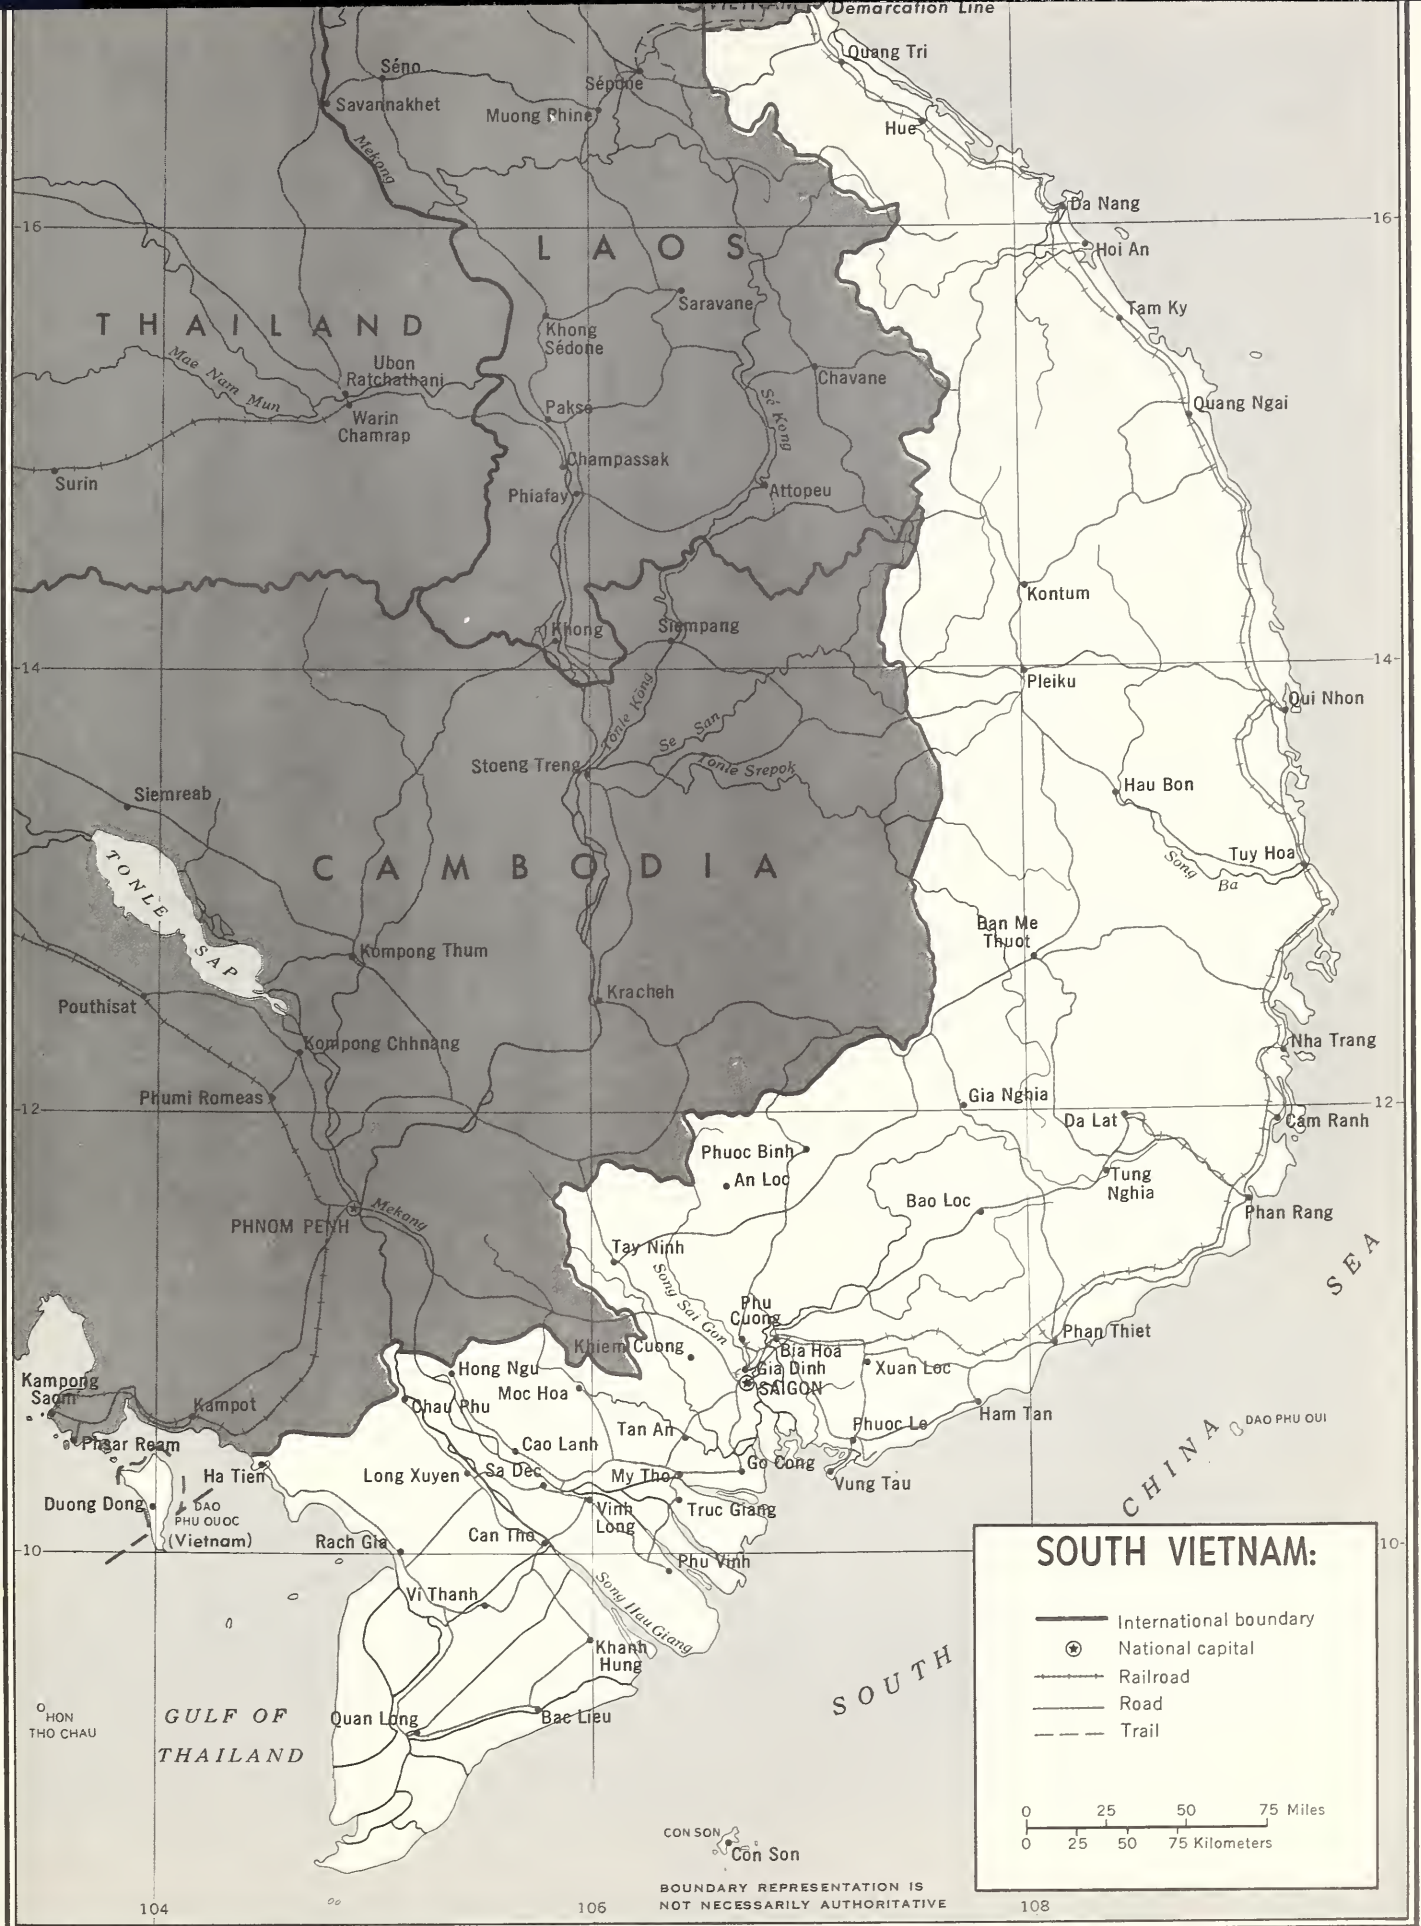 VIETNAM
Demarcation Line
Quang Tri
Séno
Sépone
Savannakhet
Muong Phine
Hue
Mekong
Da Nang
16
16
LAOS
Hoi An
Saravane
Tam Ky
THAILAND
Khong
Sédone
Mae Nam Mun
Ubon
Ratchathani
Chavane
Pakse
Sé Kong
Quang Ngai
Warin
Chamrap
Champassak
Surin
Phiafay
Attopeu
Kontum
Khong
Siempang
14
14
Pleiku
Qui Nhon
Tonle Kong
Se San
Stoeng Treng
Tonle Srepok
Hau Bon
Siemreab
TONLE
SAP
CAMBODIA
Tuy Hoa
Song Ba
Ban Me
Thuot
Kompong Thum
Kracheh
Pouthisat
Kompong Chhnang
Nha Trang
Phumi Romeas
Gia Nghia
12
12
Da Lat
Cam Ranh
Phuoc Binh
An Loc
Tung
Nghia
Bao Loc
Mekong
PHNOM PENH
Phan Rang
Tay Ninh
Song Sai Gon
SEA
Phu
Cuong
Khiem Cuong
Bia Hoa
Phan Thiet
Hong Ngu
Gia Dinh
Xuan Loc
Kampong
Saom
Moc Hoa
SAIGON
Kampot
Chau Phu
Ham Tan
Tan An
Phuoc Le
DAO PHU QUI
Phsar Ream
Cao Lanh
Go Cong
Ha Tien
Long Xuyen
Sa Dec
My Tho
Vung Tau
CHINA
Duong Dong
DAO
PHU QUOC
(Vietnam)
Vinh
Long
Truc Giang
Rach Gia
Can Tho
10
10
Phu Vinh
Vi Thanh
Song Hau Giang
Khanh
Hung
SOUTH
HON
THO CHAU
GULF OF
THAILAND
Quan Long
Bac Lieu
SOUTH VIETNAM:
International boundary
National capital
Railroad
Road
Trail
0 25 50 75 Miles
0 25 50 75 Kilometers
CON SON
Con Son
BOUNDARY REPRESENTATION IS
NOT NECESSARILY AUTHORITATIVE
104
106
108